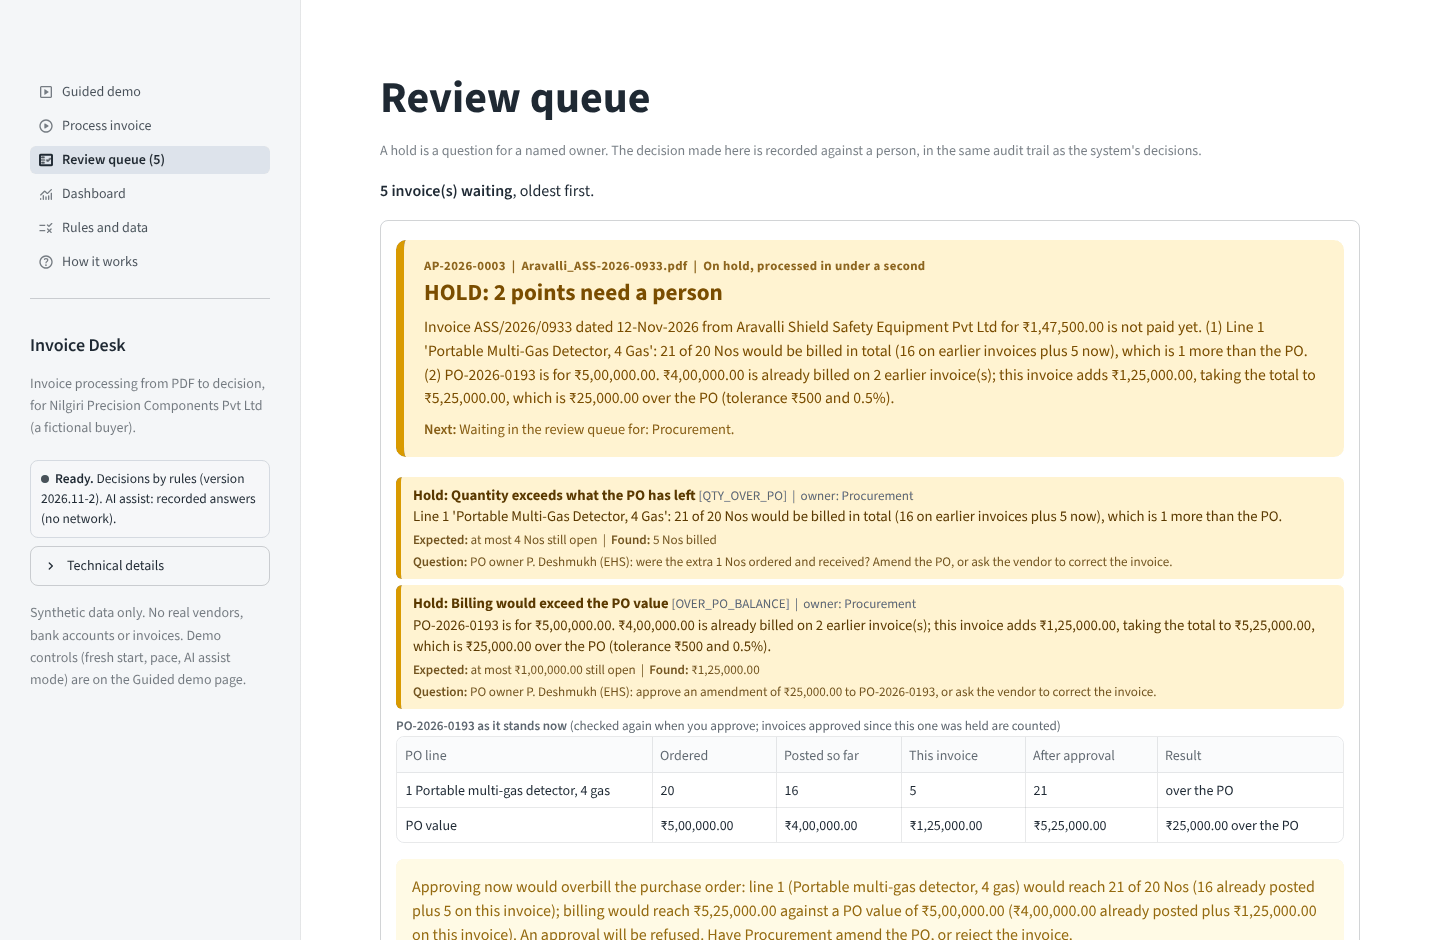 Guided demo
Process invoice
Review queue (5)
Dashboard
Rules and data
How it works
Invoice Desk
Invoice processing from PDF to decision,
for Nilgiri Precision Components Pvt Ltd
(a fictional buyer).
Ready. Decisions by rules (version
2026.11-2). AI assist: recorded answers
(no network).
Technical details
Synthetic data only. No real vendors,
bank accounts or invoices. Demo
controls (fresh start, pace, AI assist
mode) are on the Guided demo page.
Review queue
A hold is a question for a named owner. The decision made here is recorded against a person, in the same audit trail as the system's decisions.
5 invoice(s) waiting, oldest first.
AP-2026-0003 | Aravalli_ASS-2026-0933.pdf | On hold, processed in under a second
HOLD: 2 points need a person
Invoice ASS/2026/0933 dated 12-Nov-2026 from Aravalli Shield Safety Equipment Pvt Ltd for ₹1,47,500.00 is not paid yet. (1) Line 1
'Portable Multi-Gas Detector, 4 Gas': 21 of 20 Nos would be billed in total (16 on earlier invoices plus 5 now), which is 1 more than the PO.
(2) PO-2026-0193 is for ₹5,00,000.00. ₹4,00,000.00 is already billed on 2 earlier invoice(s); this invoice adds ₹1,25,000.00, taking the total to
₹5,25,000.00, which is ₹25,000.00 over the PO (tolerance ₹500 and 0.5%).
Next: Waiting in the review queue for: Procurement.
Hold: Quantity exceeds what the PO has left [QTY_OVER_PO] | owner: Procurement
Line 1 'Portable Multi-Gas Detector, 4 Gas': 21 of 20 Nos would be billed in total (16 on earlier invoices plus 5 now), which is 1 more than the PO.
Expected: at most 4 Nos still open | Found: 5 Nos billed
Question: PO owner P. Deshmukh (EHS): were the extra 1 Nos ordered and received? Amend the PO, or ask the vendor to correct the invoice.
Hold: Billing would exceed the PO value [OVER_PO_BALANCE] | owner: Procurement
PO-2026-0193 is for ₹5,00,000.00. ₹4,00,000.00 is already billed on 2 earlier invoice(s); this invoice adds ₹1,25,000.00, taking the total to ₹5,25,000.00,
which is ₹25,000.00 over the PO (tolerance ₹500 and 0.5%).
Expected: at most ₹1,00,000.00 still open | Found: ₹1,25,000.00
Question: PO owner P. Deshmukh (EHS): approve an amendment of ₹25,000.00 to PO-2026-0193, or ask the vendor to correct the invoice.
PO-2026-0193 as it stands now (checked again when you approve; invoices approved since this one was held are counted)
PO line Ordered Posted so far This invoice After approval Result
1 Portable multi-gas detector, 4 gas 20 16 5 21 over the PO
PO value ₹5,00,000.00 ₹4,00,000.00 ₹1,25,000.00 ₹5,25,000.00 ₹25,000.00 over the PO
Approving now would overbill the purchase order: line 1 (Portable multi-gas detector, 4 gas) would reach 21 of 20 Nos (16 already posted
plus 5 on this invoice); billing would reach ₹5,25,000.00 against a PO value of ₹5,00,000.00 (₹4,00,000.00 already posted plus ₹1,25,000.00
on this invoice). An approval will be refused. Have Procurement amend the PO, or reject the invoice.